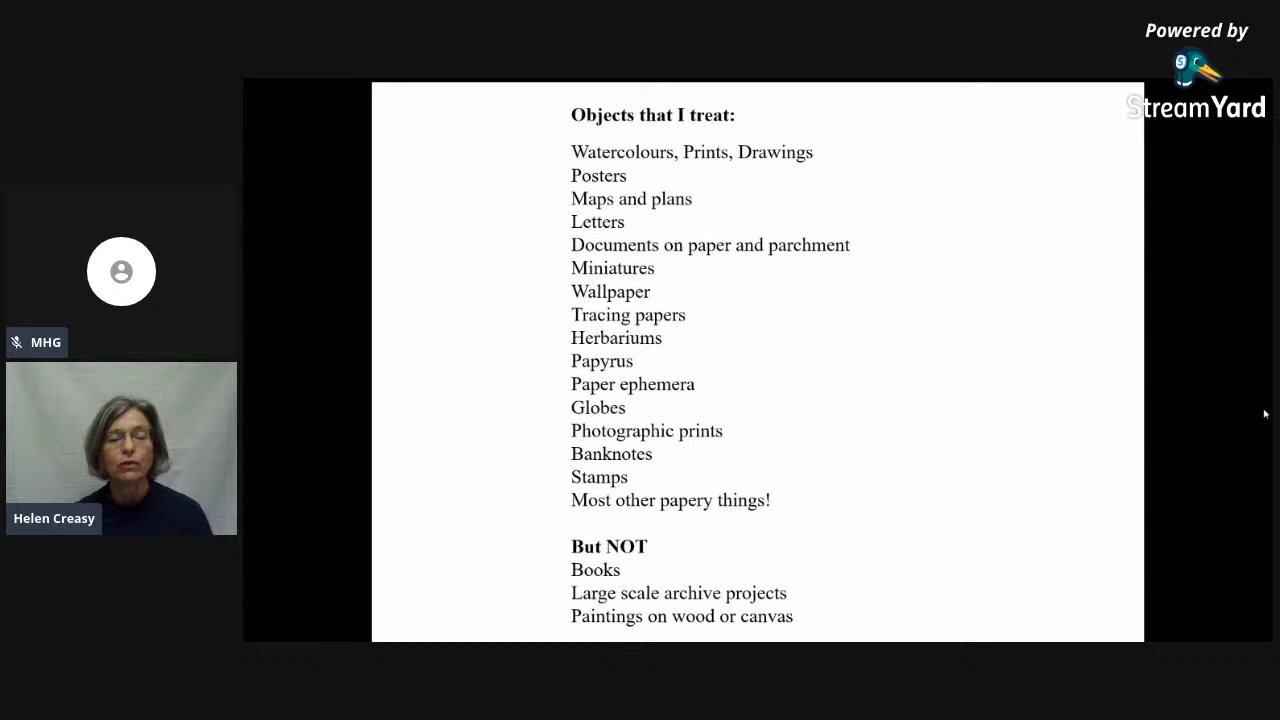 Powered by
StreamYard
Objects that I treat:
Watercolours, Prints, Drawings
Posters
Maps and plans
Letters
Documents on paper and parchment
Miniatures
Wallpaper
Tracing papers
Herbariums
Papyrus
Paper ephemera
Globes
Photographic prints
Banknotes
Stamps
Most other papery things!
But NOT
Books
Large scale archive projects
Paintings on wood or canvas
MHG
Helen Creasy